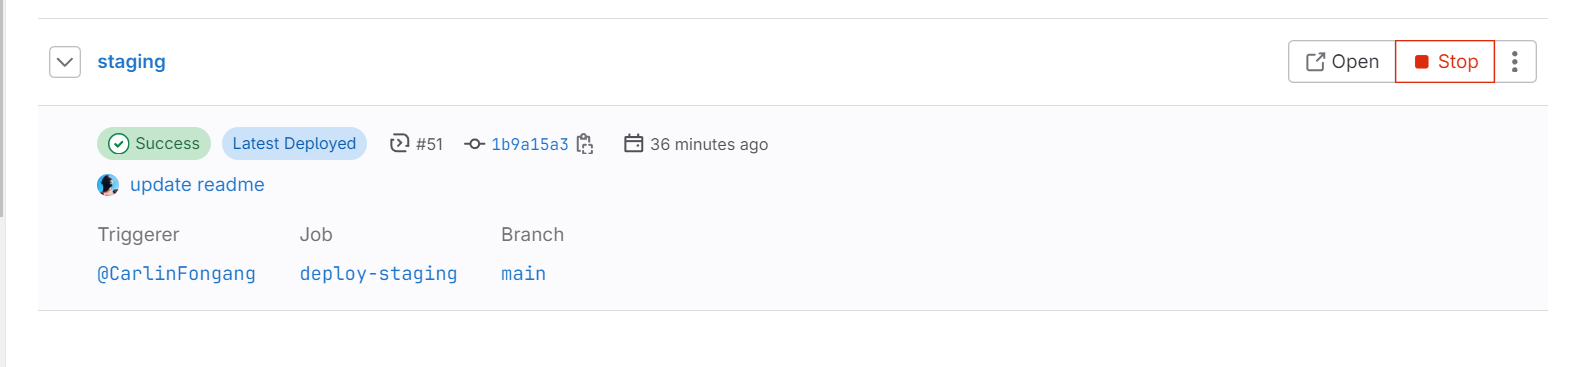 staging
Open Stop
Success Latest Deployed #51 1b9a15a3 36 minutes ago
update readme
Triggerer Job Branch
@CarlinFongang deploy-staging main